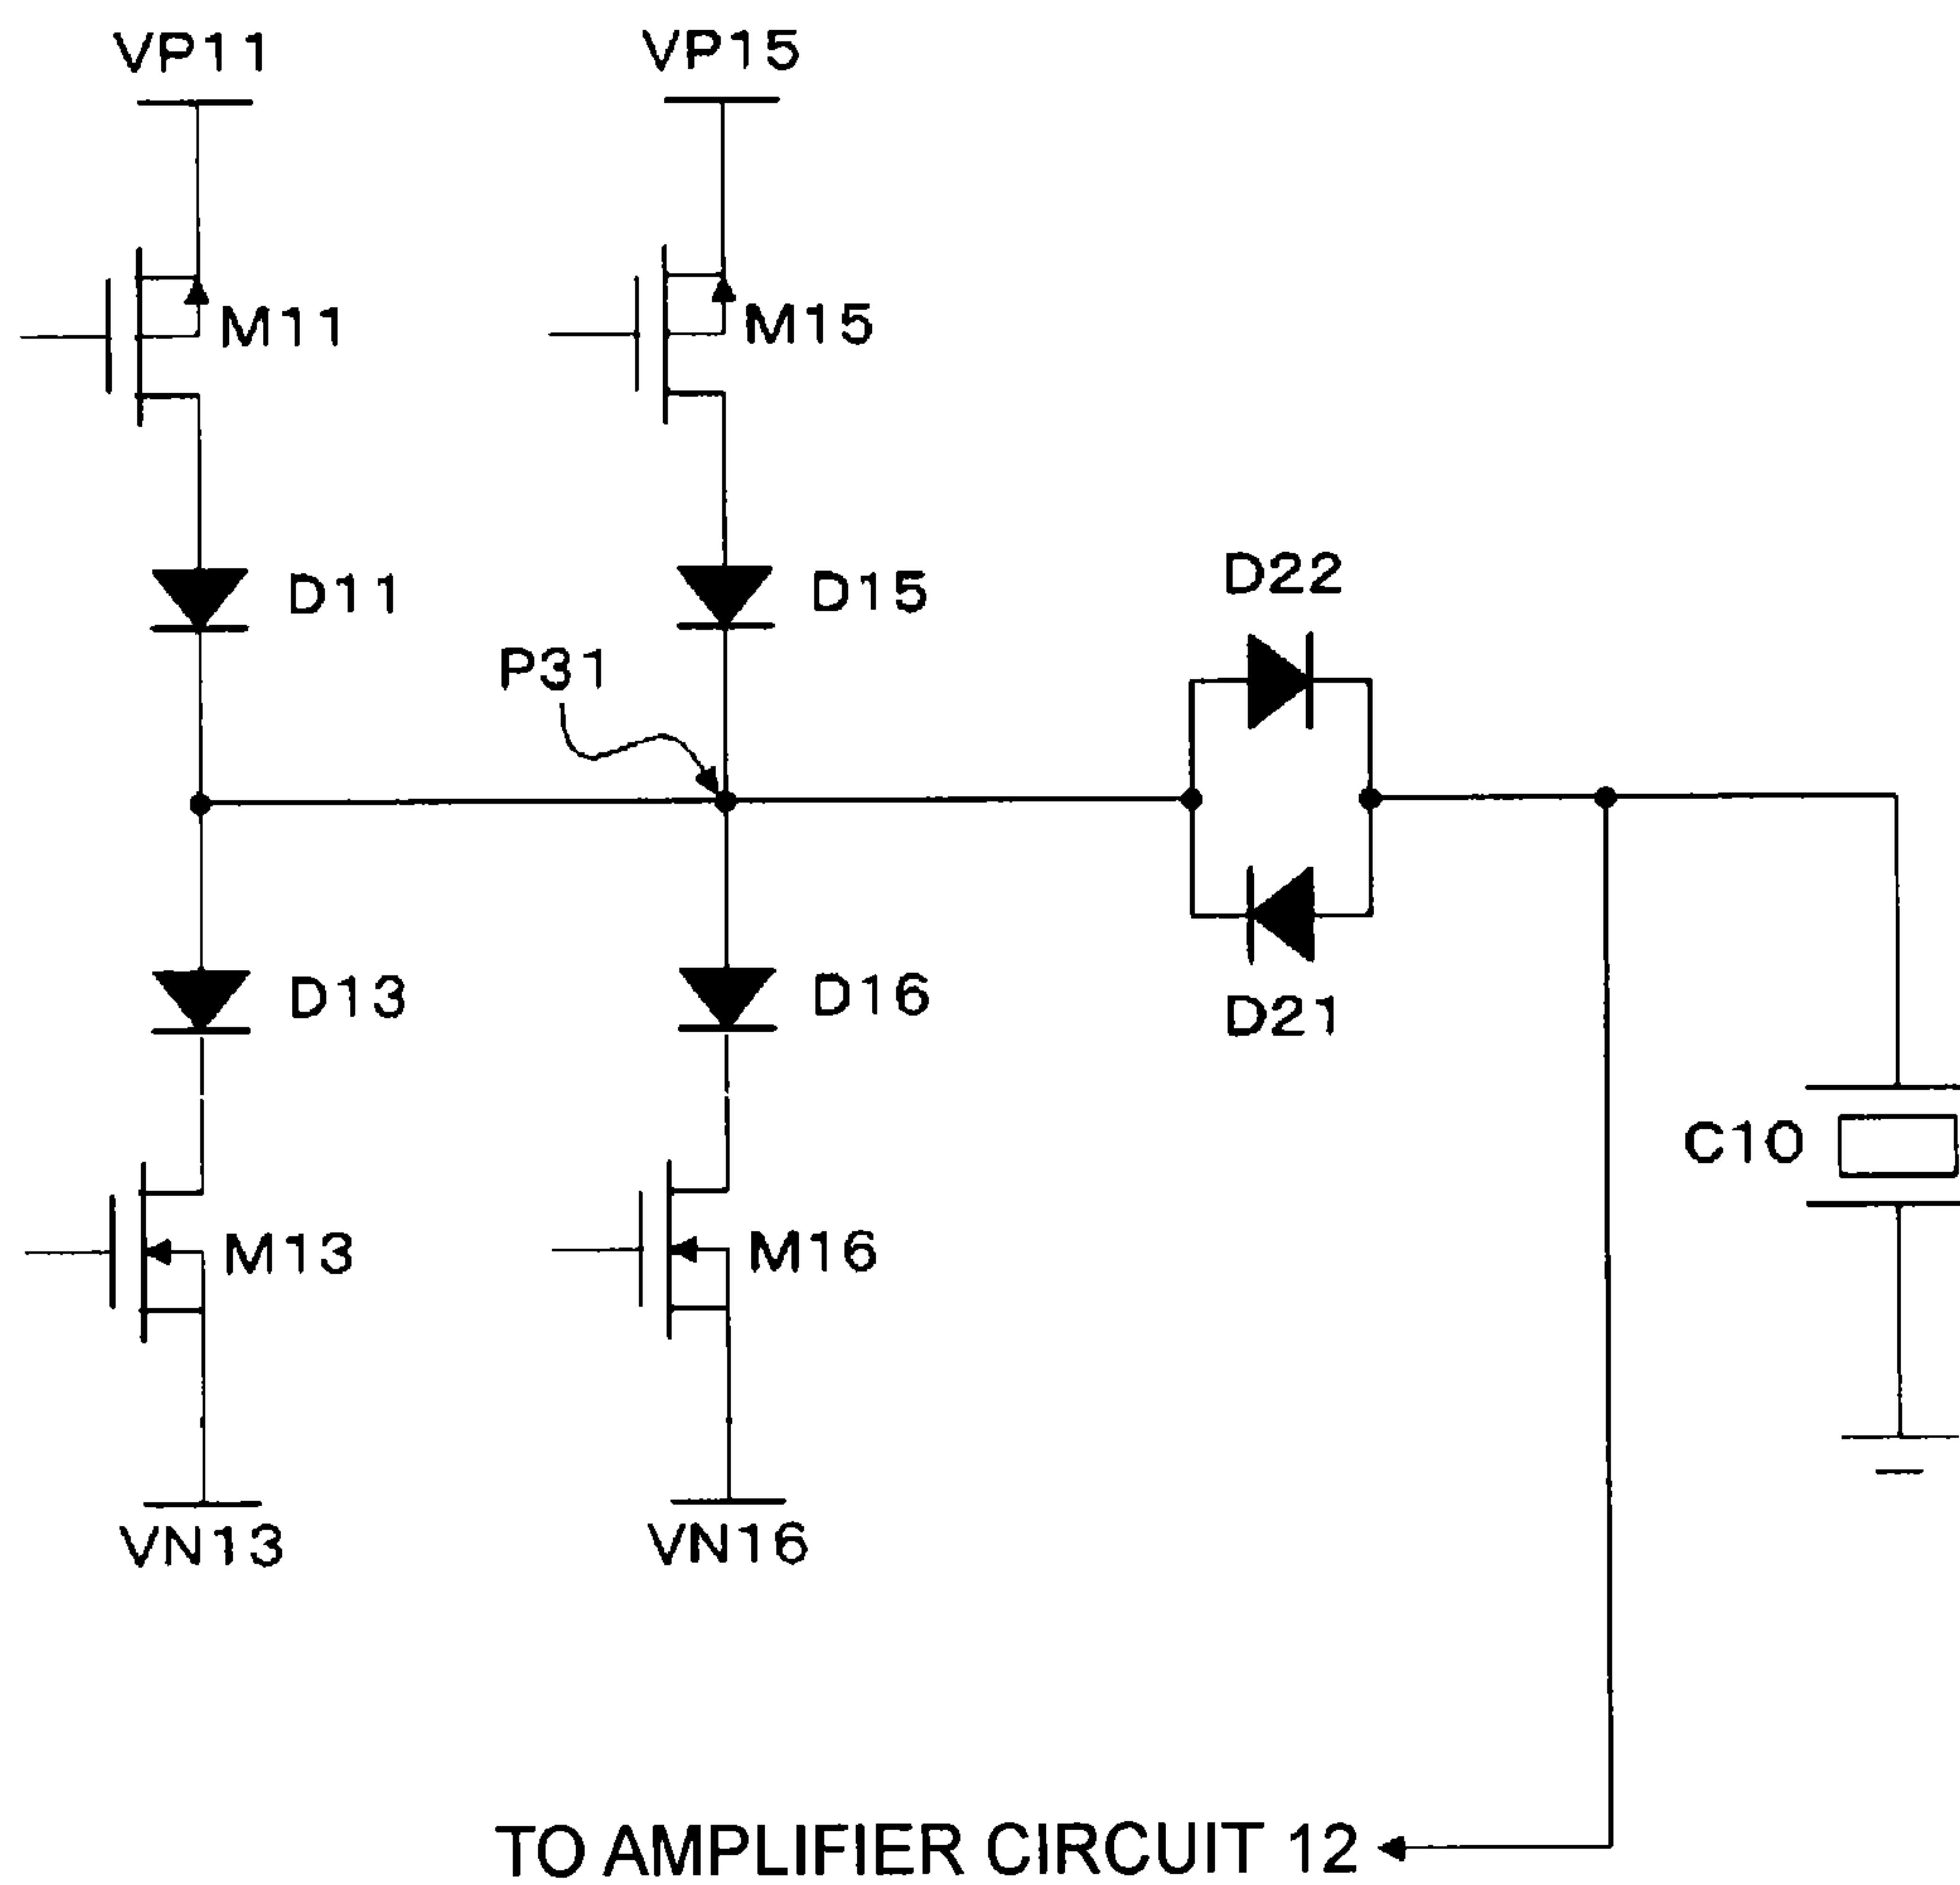 VP11
VP15
M11
M15
D11
D15
D22
P31
D13
D16
D21
C10
M13
M16
VN13
VN16
TO AMPLIFIER CIRCUIT 12